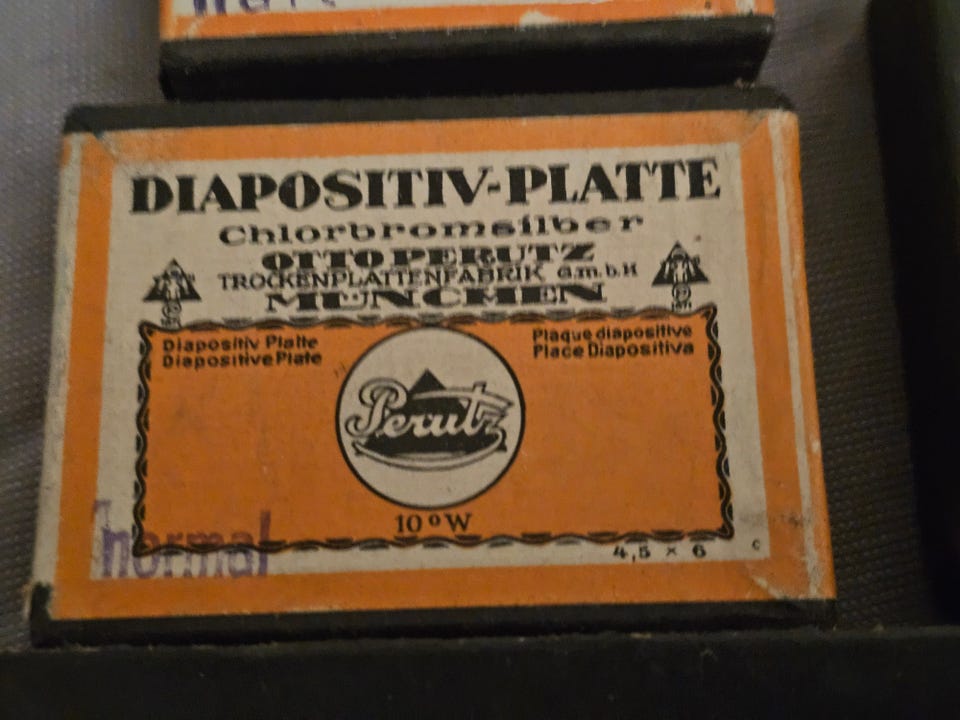 DIAPOSITIV-PLATTE
Chlorbromsilber
OTTO PERUTZ
TROCKENPLATTENFABRIK G.m.b.H
MÜNCHEN
Diapositiv Platte
Diapositive Plate
Plaque diapositive
Place Diapositiva
Perutz
10° W
normal
4,5 x 6
c